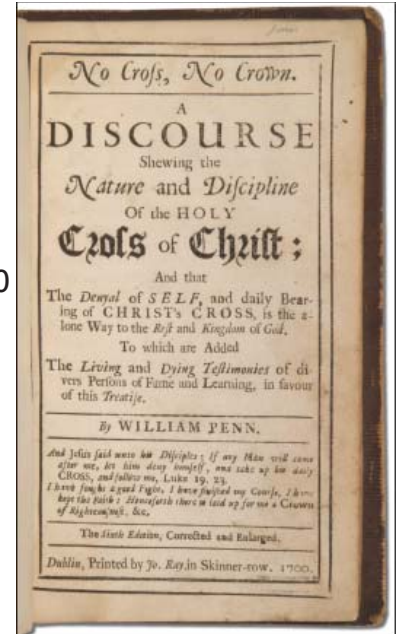 No Croſs, No Crown.
A
DISCOURSE
Shewing the
Nature and Diſcipline
Of the HOLY
Croſs of Chriſt;
And that
The Denyal of SELF, and daily Bear-
ing of CHRIST's CROSS, is the a-
lone Way to the Reſt and Kingdom of God.
To which are Added
The Living and Dying Teſtimonies of di-
vers Perſons of Fame and Learning, in favour
of this Treatiſe.
By WILLIAM PENN.
And Jeſus ſaid unto his Diſciples; If any Man will come
after me, let him deny himſelf, and take up his daily
CROSS, and follow me, Luke 19. 23.
I have fought a good Fight, I have finiſhed my Courſe, I have
kept the Faith: Henceforth there is laid up for me a Crown
of Righteouſneſs. &c.
The Sixth Edition, Corrected and Enlarged.
Dublin, Printed by Jo. Ray, in Skinner-row. 1700.
0